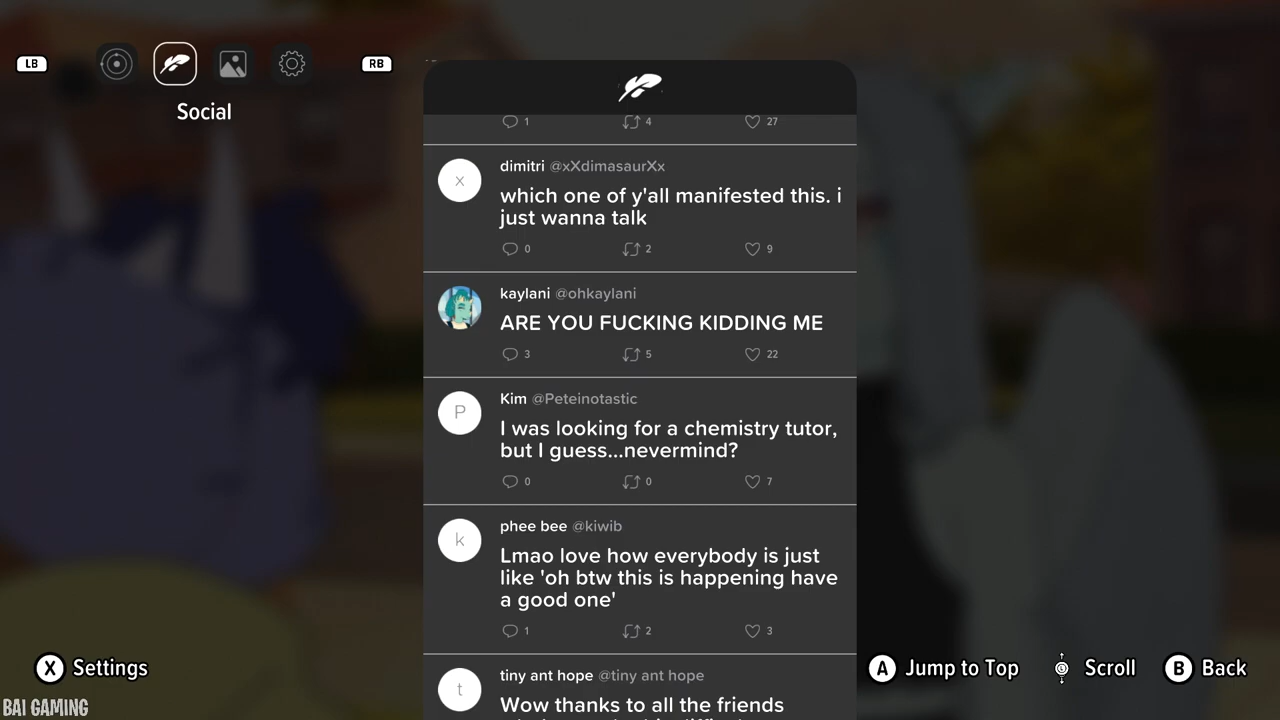 LB
RB
Social
1 4 27
dimitri @xXdimasaurXx
x
which one of y'all manifested this. i
just wanna talk
0 2 9
kaylani @ohkaylani
ARE YOU FUCKING KIDDING ME
3 5 22
Kim @Peteinotastic
P
I was looking for a chemistry tutor,
but I guess...nevermind?
0 0 7
phee bee @kiwib
k
Lmao love how everybody is just
like 'oh btw this is happening have
a good one'
1 2 3
tiny ant hope @tiny ant hope
t
Wow thanks to all the friends
X Settings
A Jump to Top
Scroll
B Back
BAI GAMING